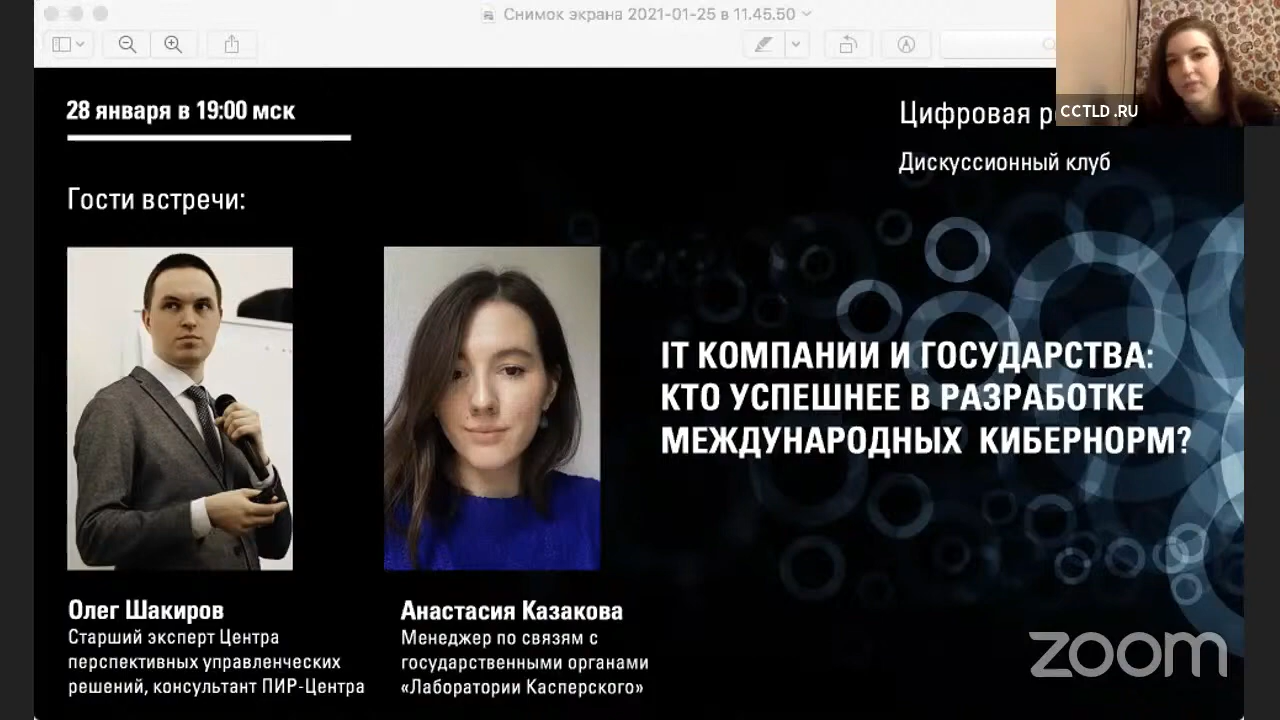 Снимок экрана 2021-01-25 в 11.45.50
28 января в 19:00 мск
Цифровая
CCTLD .RU
Дискуссионный клуб
Гости встречи:
IT КОМПАНИИ И ГОСУДАРСТВА:
КТО УСПЕШНЕЕ В РАЗРАБОТКЕ
МЕЖДУНАРОДНЫХ КИБЕРНОРМ?
Олег Шакиров
Старший эксперт Центра
перспективных управленческих
решений, консультант ПИР-Центра
Анастасия Казакова
Менеджер по связям с
государственными органами
«Лаборатории Касперского»
zoom